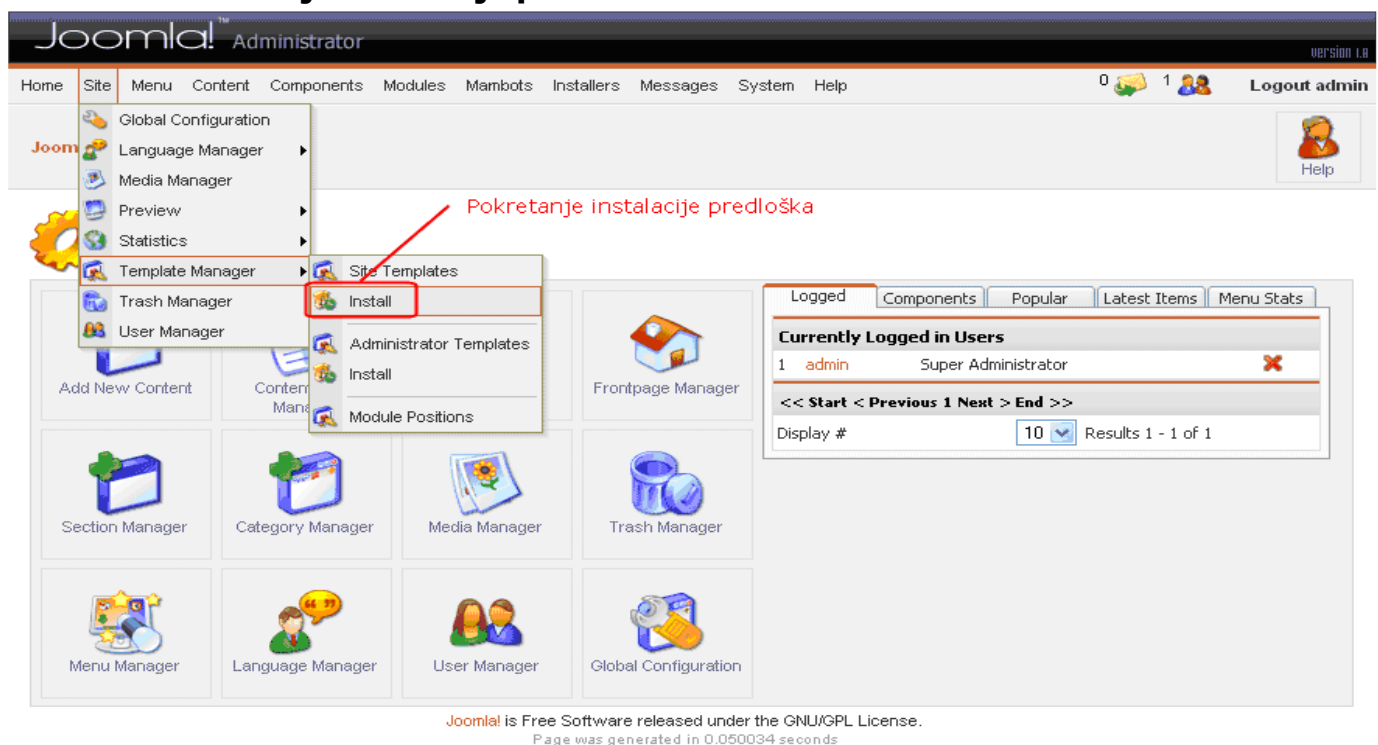 Joomla!™ Administrator
version 1.0
Home Site Menu Content Components Modules Mambots Installers Messages System Help 0 1 Logout admin
Global Configuration
Joom
Language Manager
Help
Media Manager
Preview
Pokretanje instalacije predloška
Statistics
Template Manager
Site Templates
Trash Manager
Install
User Manager
Administrator Templates
Install
Module Positions
Logged Components Popular Latest Items Menu Stats
Currently Logged in Users
1 admin Super Administrator
<< Start < Previous 1 Next > End >>
Display # 10 Results 1 - 1 of 1
Add New Content
Frontpage Manager
Section Manager
Category Manager
Media Manager
Trash Manager
Menu Manager
Language Manager
User Manager
Global Configuration
Joomla! is Free Software released under the GNU/GPL License.
Page was generated in 0.050034 seconds